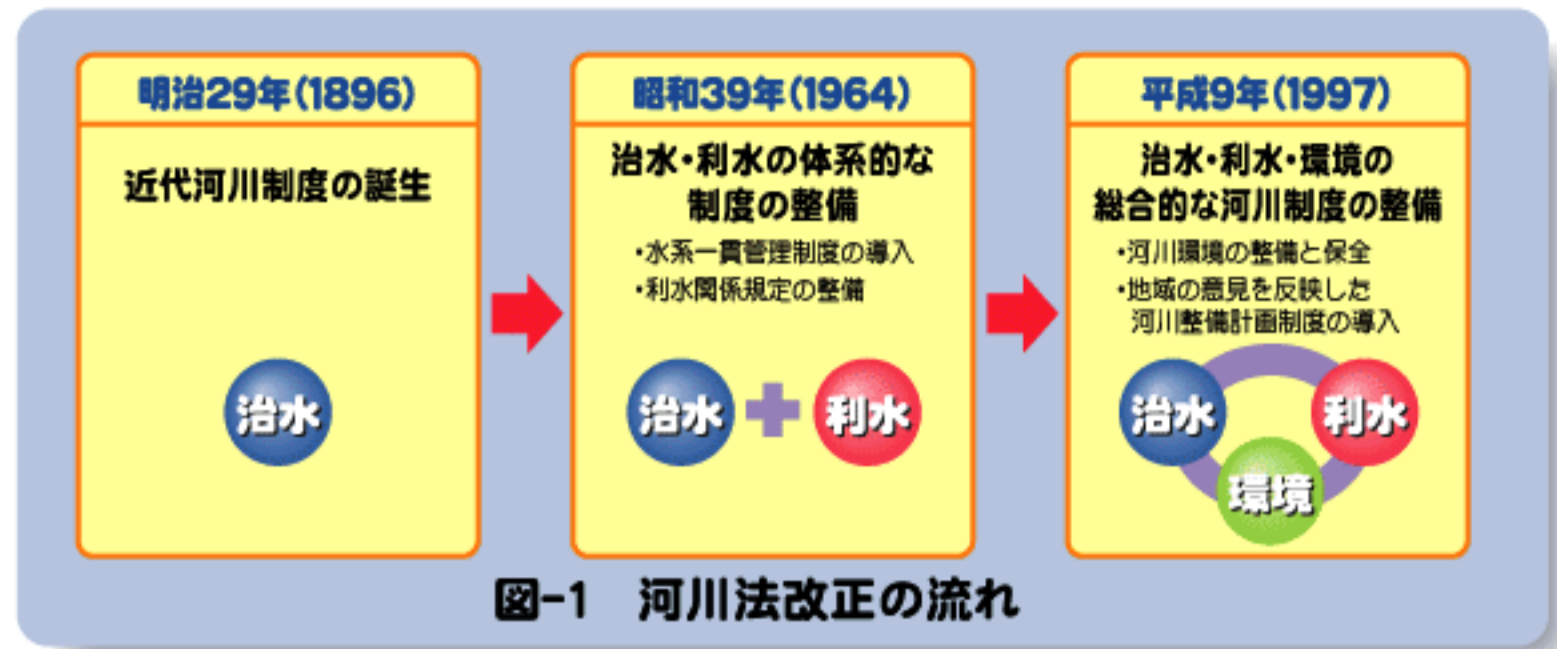 明治29年(1896)
近代河川制度の誕生
治水
昭和39年(1964)
治水・利水の体系的な
制度の整備
・水系一貫管理制度の導入
・利水関係規定の整備
治水
利水
平成9年(1997)
治水・利水・環境の
総合的な河川制度の整備
・河川環境の整備と保全
・地域の意見を反映した
河川整備計画制度の導入
治水
利水
環境
図-1 河川法改正の流れ